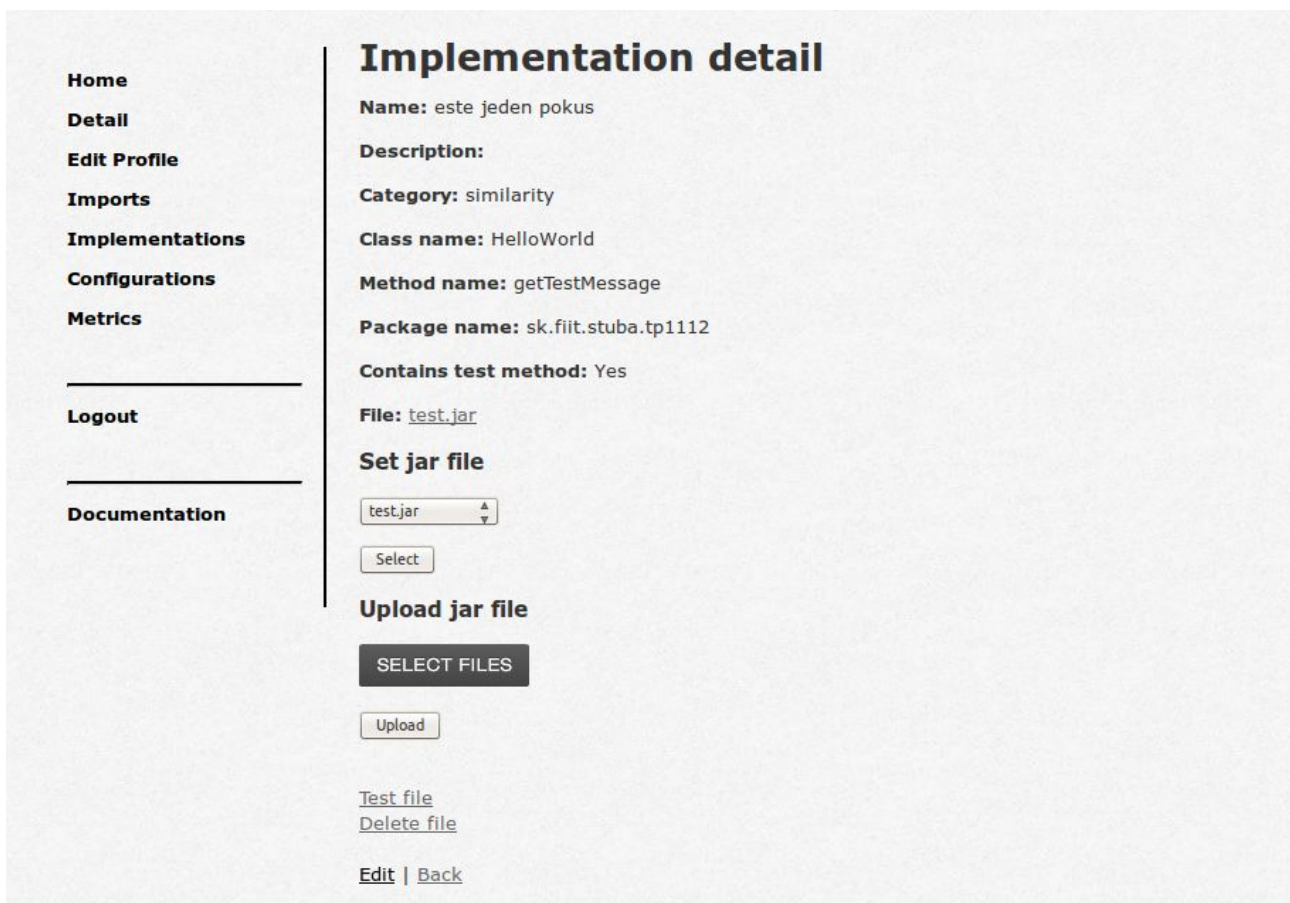 Home
Detail
Edit Profile
Imports
Implementations
Configurations
Metrics
Logout
Documentation
Implementation detail
Name: este jeden pokus
Description:
Category: similarity
Class name: HelloWorld
Method name: getTestMessage
Package name: sk.fiit.stuba.tp1112
Contains test method: Yes
File: test.jar
Set jar file
test.jar
Select
Upload jar file
SELECT FILES
Upload
Test file
Delete file
Edit | Back